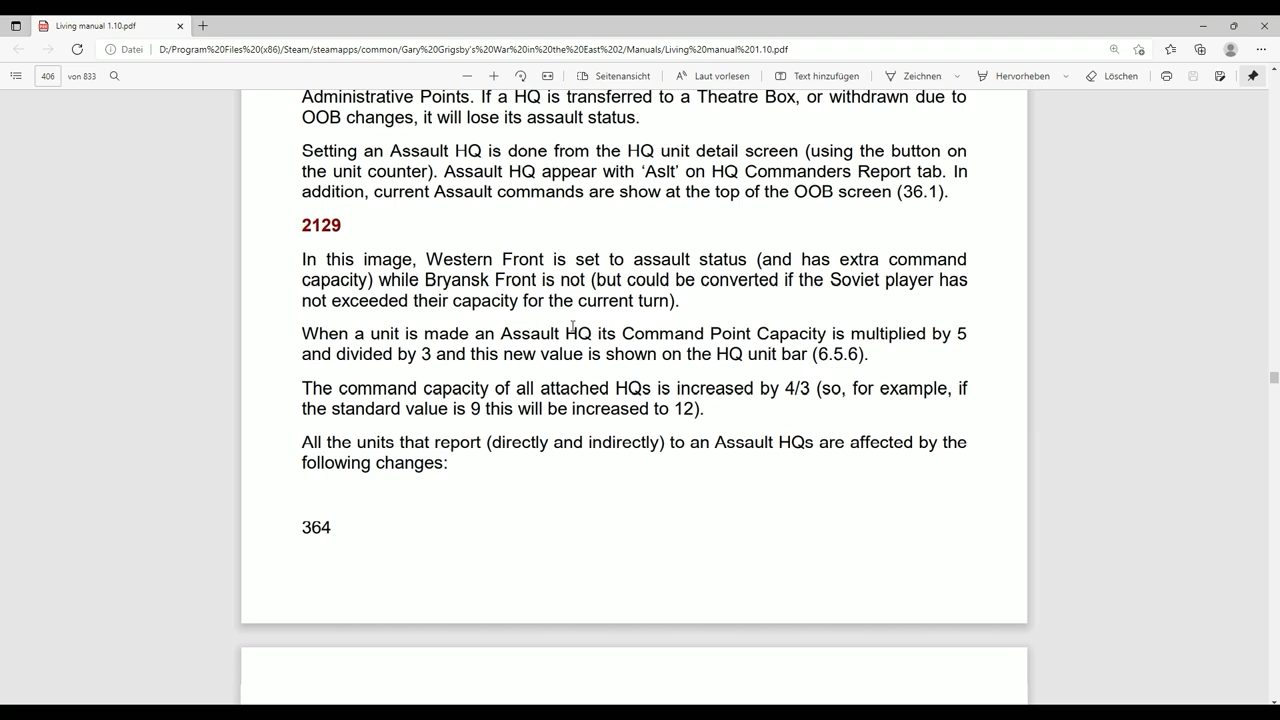 Living manual 1.10.pdf
Datei
D:/Program%20Files%20(x86)/Steam/steamapps/common/Gary%20Grigsby's%20War%20in%20the%20East%202/Manuals/Living%20manual%201.10.pdf
406 von 833 Seitenansicht Laut vorlesen Text hinzufügen Zeichnen Hervorheben Löschen
Administrative Points. If a HQ is transferred to a Theatre Box, or withdrawn due to
OOB changes, it will lose its assault status.
Setting an Assault HQ is done from the HQ unit detail screen (using the button on
the unit counter). Assault HQ appear with ‘Aslt’ on HQ Commanders Report tab. In
addition, current Assault commands are show at the top of the OOB screen (36.1).
2129
In this image, Western Front is set to assault status (and has extra command
capacity) while Bryansk Front is not (but could be converted if the Soviet player has
not exceeded their capacity for the current turn).
When a unit is made an Assault HQ its Command Point Capacity is multiplied by 5
and divided by 3 and this new value is shown on the HQ unit bar (6.5.6).
The command capacity of all attached HQs is increased by 4/3 (so, for example, if
the standard value is 9 this will be increased to 12).
All the units that report (directly and indirectly) to an Assault HQs are affected by the
following changes:
364